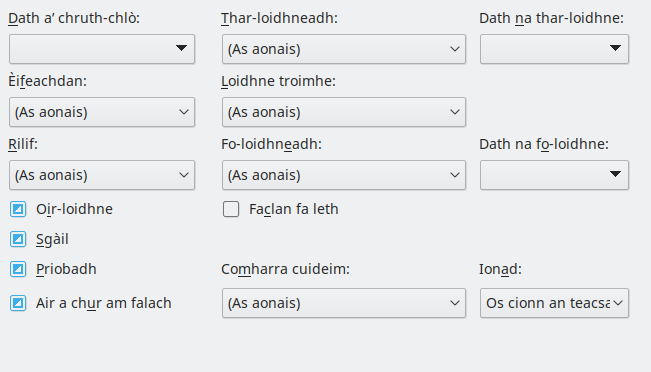 Dath a’ chruth-chlò: Thar-loidhneadh: Dath na thar-loidhne:
(As aonais)
Èifeachdan: Loidhne troimhe:
(As aonais) (As aonais)
Rilif: Fo-loidhneadh: Dath na fo-loidhne:
(As aonais) (As aonais)
Oir-loidhne Faclan fa leth
Sgàil
Priobadh Comharra cuideim: Ionad:
Air a chur am falach (As aonais) Os cionn an teacsa